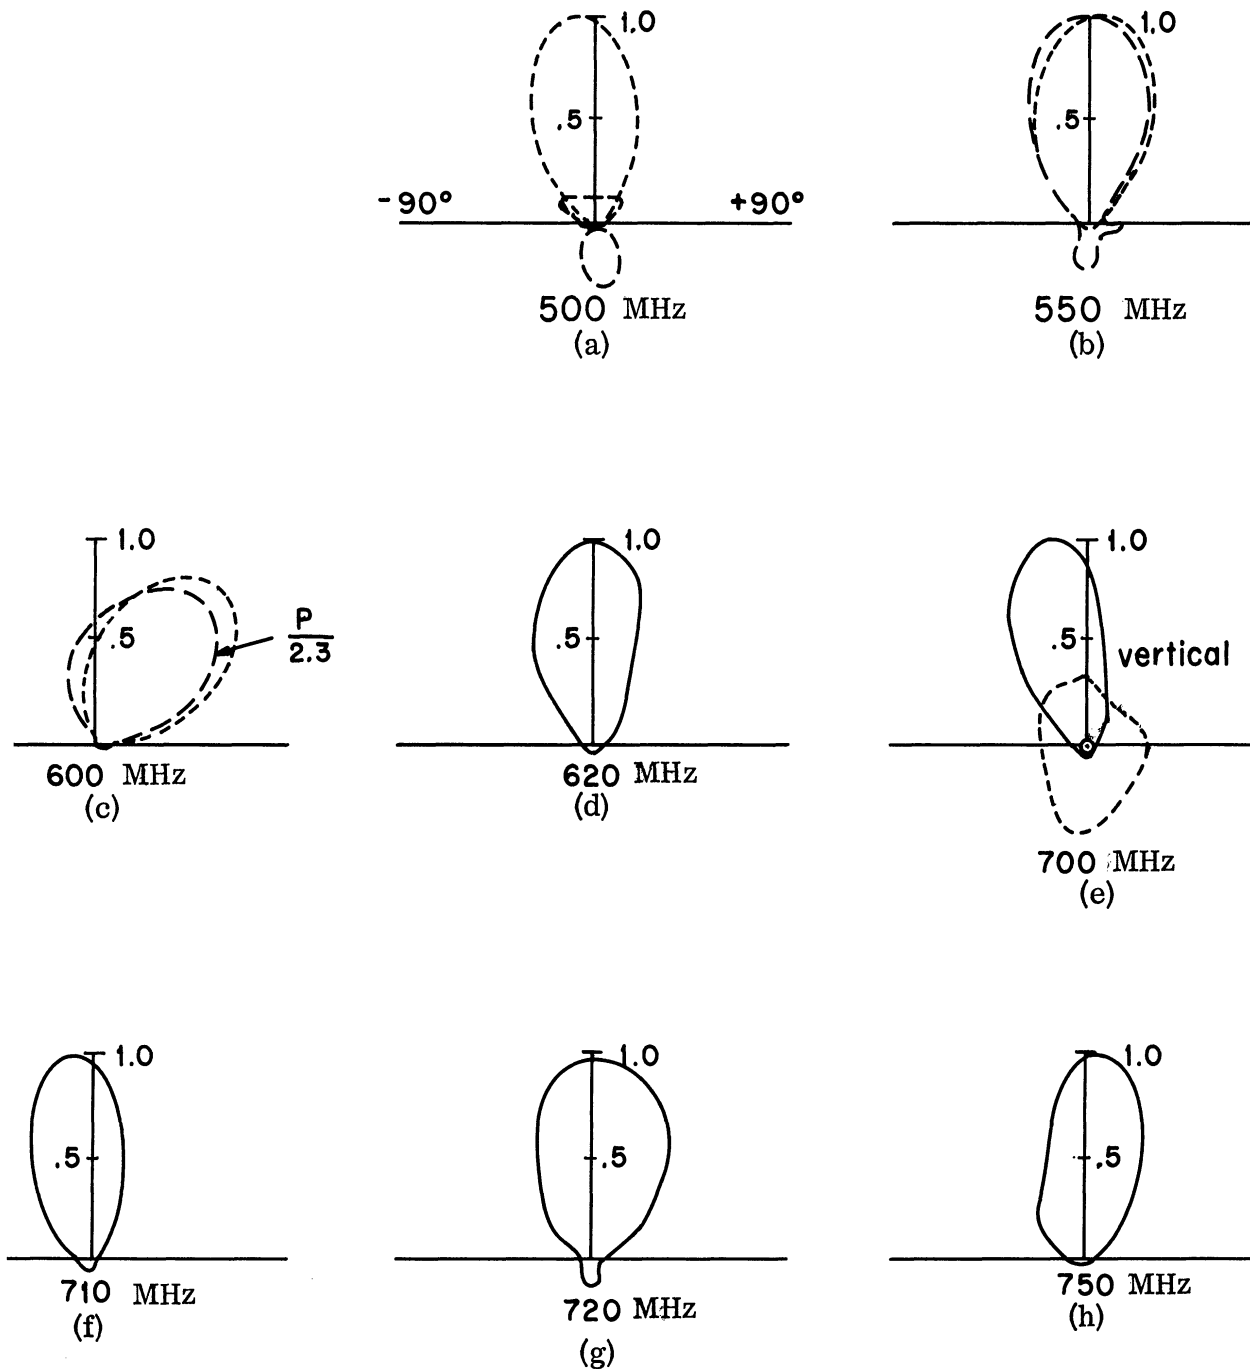 1.0
.5
-90°
+90°
500 MHz
(a)
1.0
.5
550 MHz
(b)
1.0
.5
P
2.3
600 MHz
(c)
1.0
.5
620 MHz
(d)
1.0
.5
vertical
700 MHz
(e)
1.0
.5
710 MHz
(f)
1.0
.5
720 MHz
(g)
1.0
.5
750 MHz
(h)